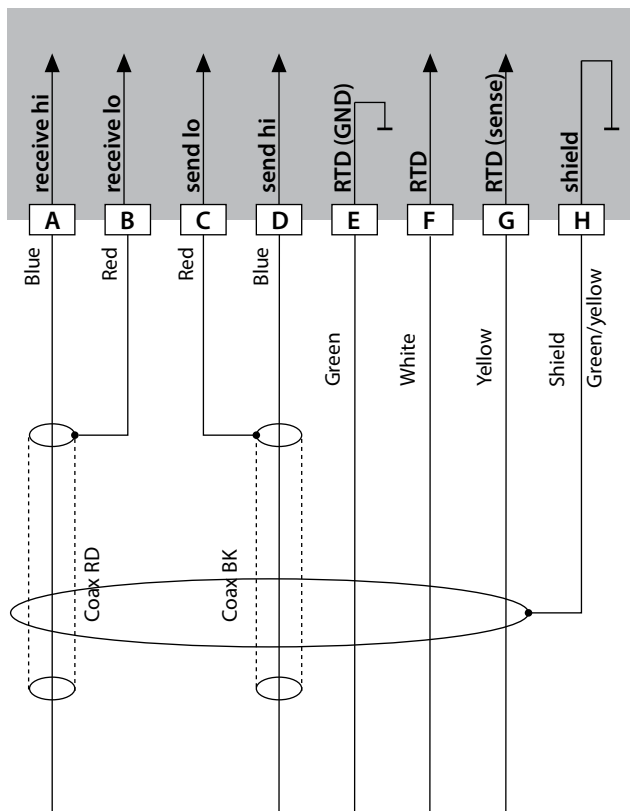 receive hi
receive lo
send lo
send hi
RTD (GND)
RTD
RTD (sense)
shield
A
B
C
D
E
F
G
H
Blue
Red
Red
Blue
Green
White
Yellow
Shield
Green/yellow
Coax RD
Coax BK